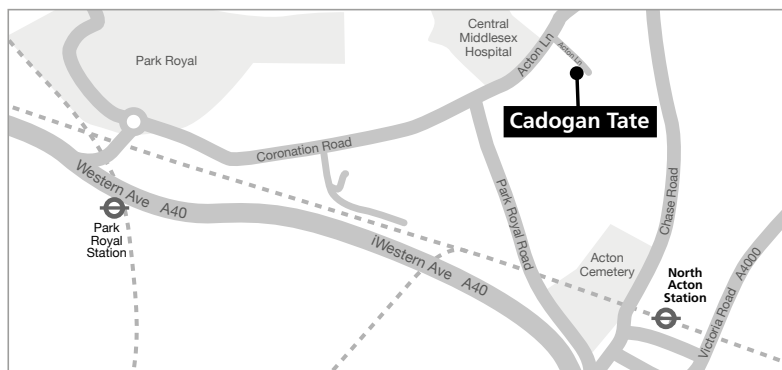 Central
Middlesex
Hospital
Park Royal
Acton Ln
Acton Ln
Cadogan Tate
Coronation Road
Western Ave A40
Park
Royal
Station
iWestern Ave A40
Park Royal Road
Chase Road
Acton
Cemetery
North
Acton
Station
Victoria Road A4000